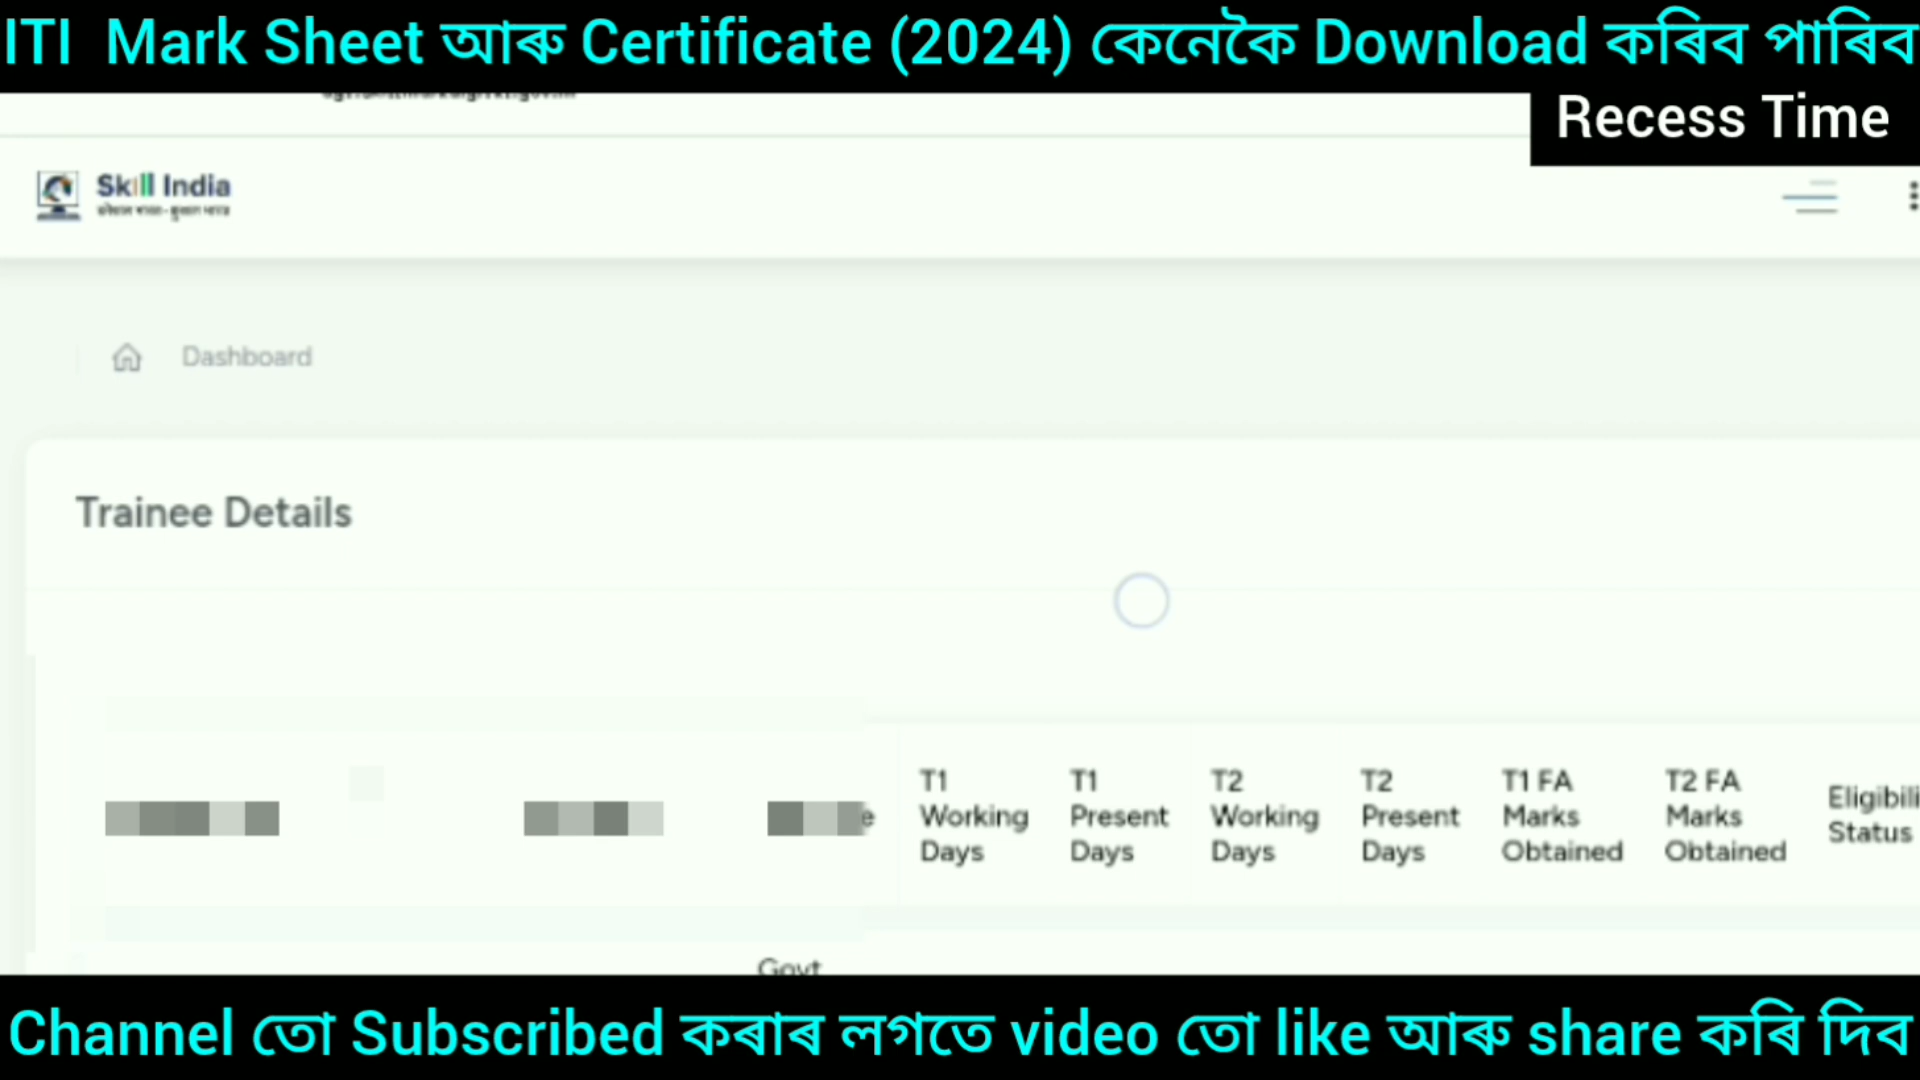 ITI Mark Sheet আৰু Certificate (2024) কেনেকৈ Download কৰিব পাৰিব
Recess Time
Skill India
Dashboard
Trainee Details
T1 Working Days
T1 Present Days
T2 Working Days
T2 Present Days
T1 FA Marks Obtained
T2 FA Marks Obtained
Status
Govt
Channel তো Subscribed কৰাৰ লগতে video তো like আৰু share কৰি দিব